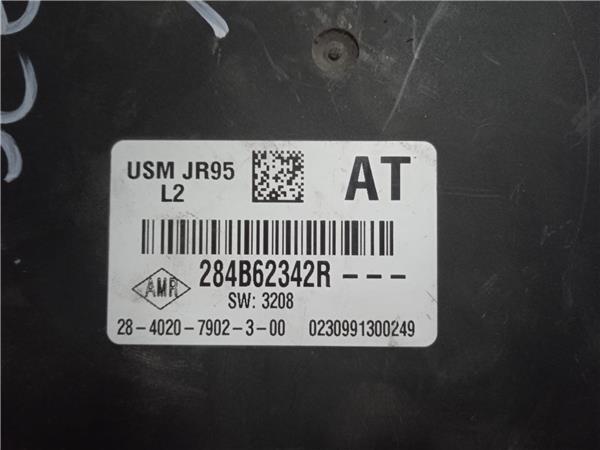 USM JR95
L2
AT
284B62342R---
AMR
SW: 3208
28-4020-7902-3-00 0230991300249